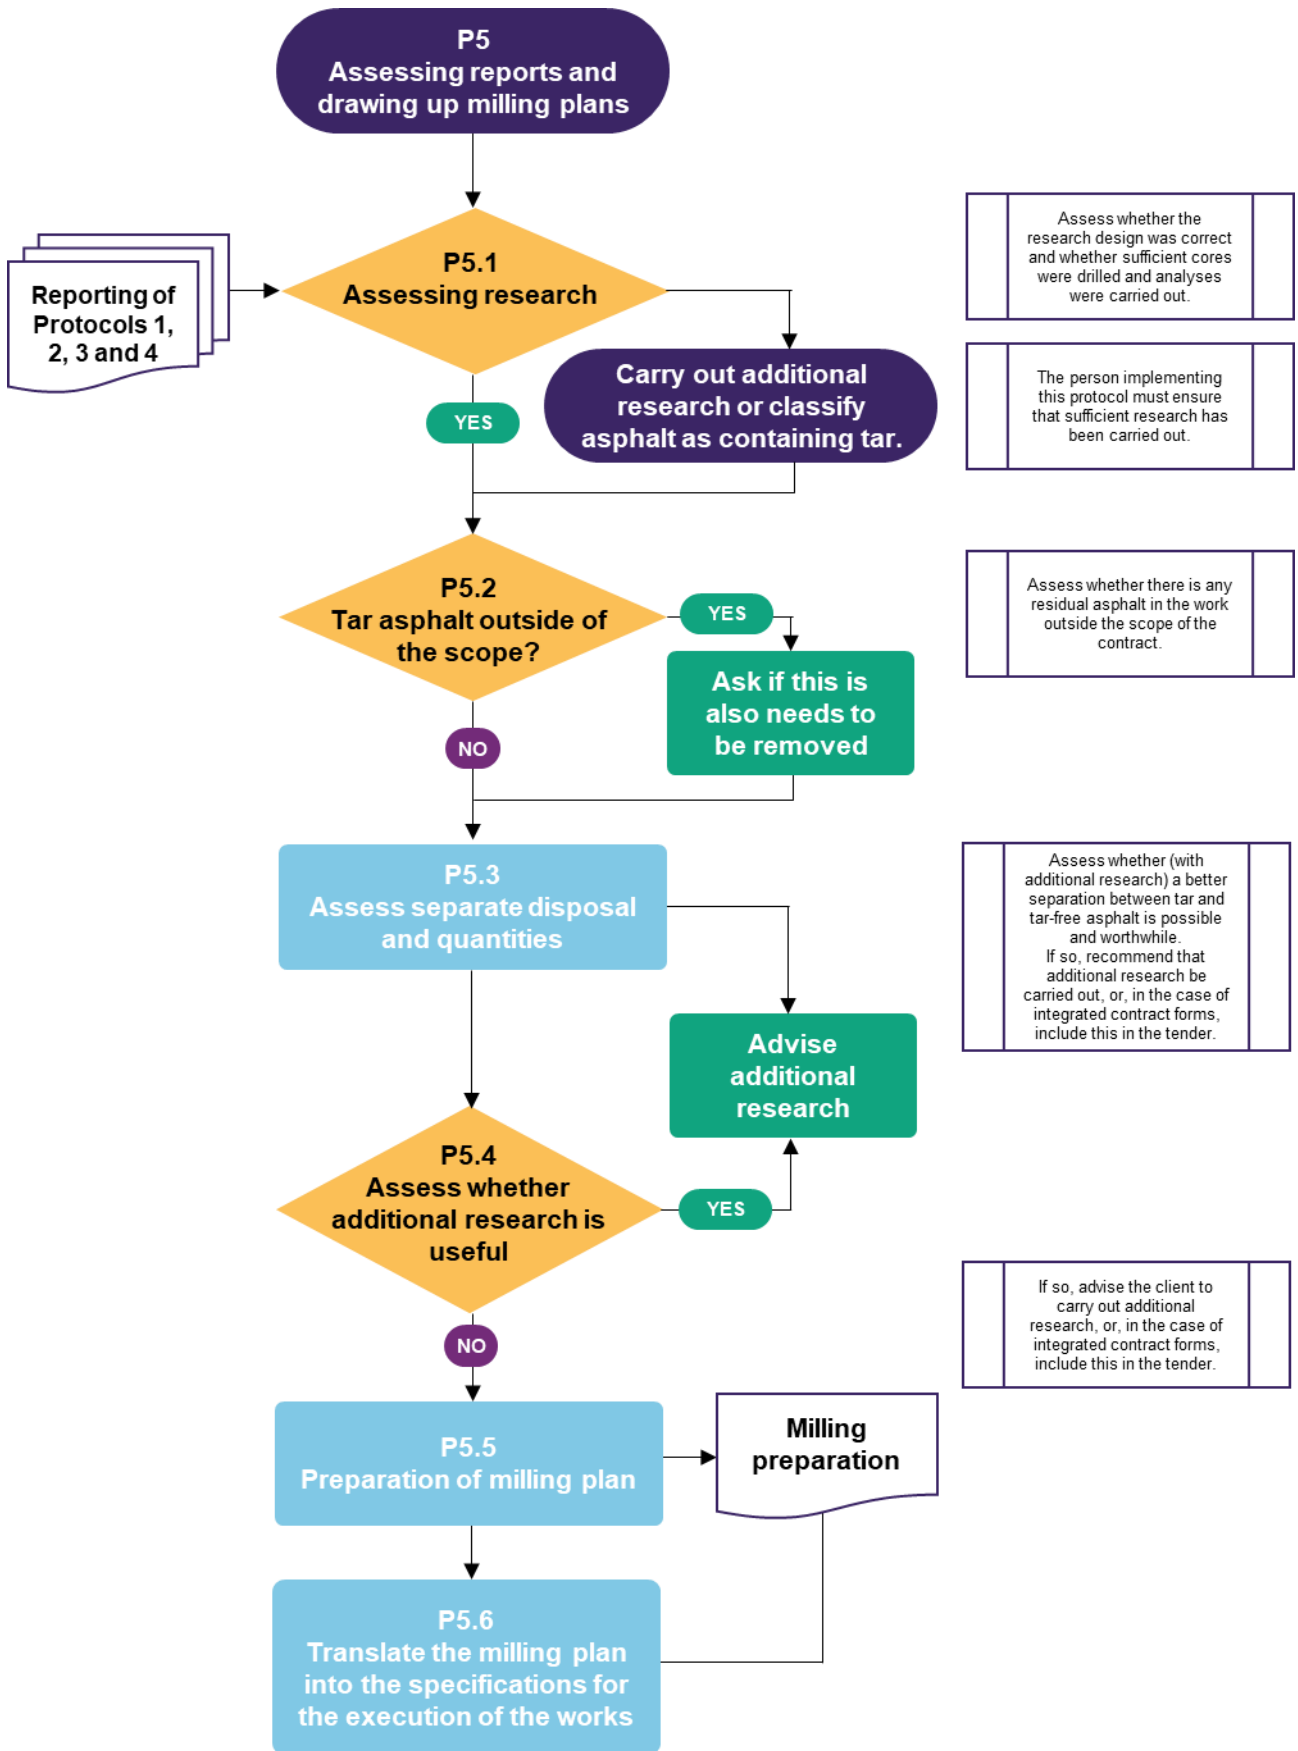 P5
Assessing reports and
drawing up milling plans
Reporting of
Protocols 1,
2, 3 and 4
P5.1
Assessing research
Assess whether the
research design was correct
and whether sufficient cores
were drilled and analyses
were carried out.
YES
Carry out additional
research or classify
asphalt as containing tar.
The person implementing
this protocol must ensure
that sufficient research has
been carried out.
P5.2
Tar asphalt outside of
the scope?
YES
Ask if this is
also needs to
be removed
Assess whether there is any
residual asphalt in the work
outside the scope of the
contract.
NO
P5.3
Assess separate disposal
and quantities
Assess whether (with
additional research) a better
separation between tar and
tar-free asphalt is possible
and worthwhile.
If so, recommend that
additional research be
carried out, or, in the case of
integrated contract forms,
include this in the tender.
Advise
additional
research
P5.4
Assess whether
additional research is
useful
YES
NO
If so, advise the client to
carry out additional
research, or, in the case of
integrated contract forms,
include this in the tender.
P5.5
Preparation of milling plan
Milling
preparation
P5.6
Translate the milling plan
into the specifications for
the execution of the works